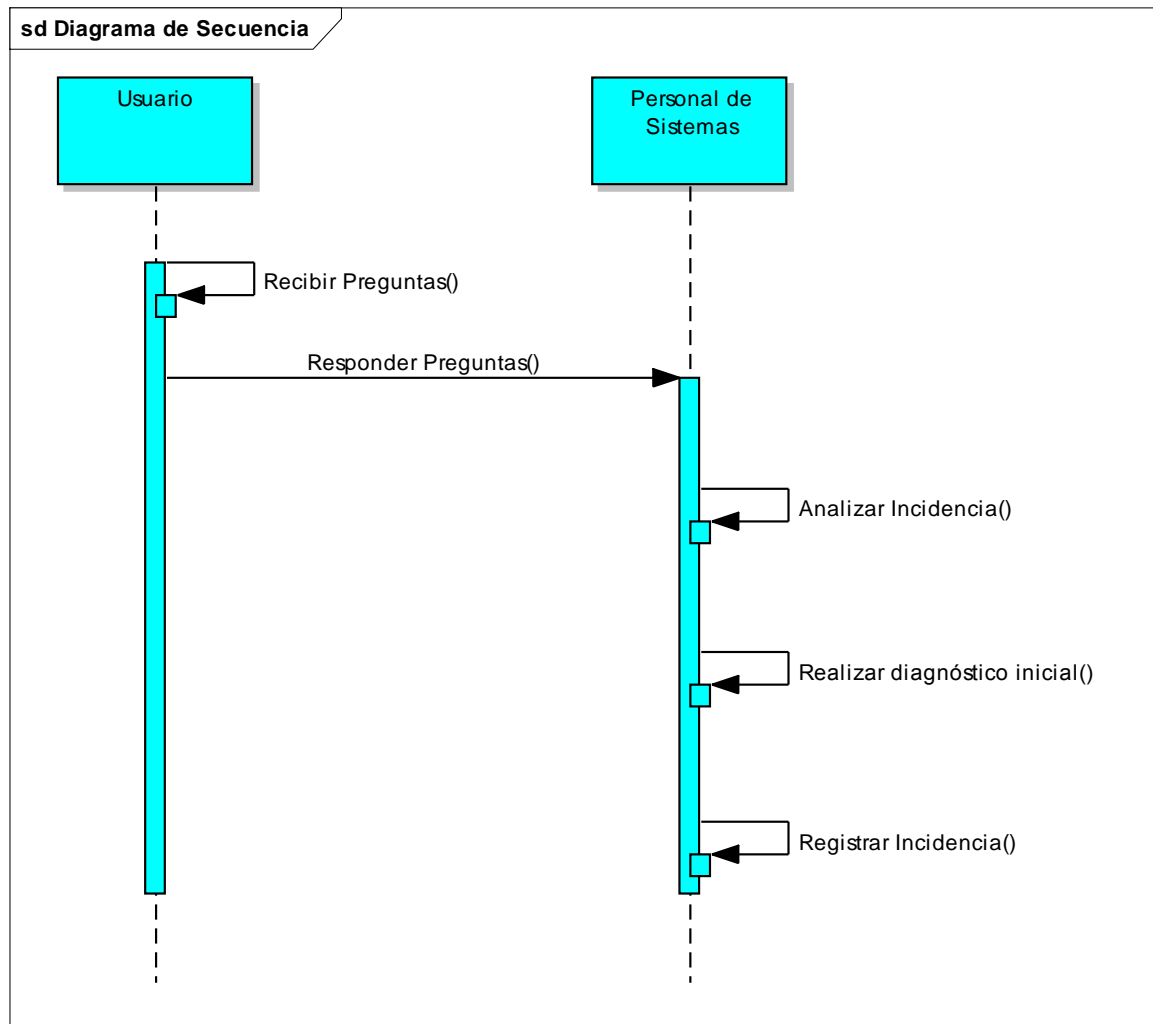 sd Diagrama de Secuencia
Usuario
Personal de
Sistemas
Recibir Preguntas()
Responder Preguntas()
Analizar Incidencia()
Realizar diagnóstico inicial()
Registrar Incidencia()